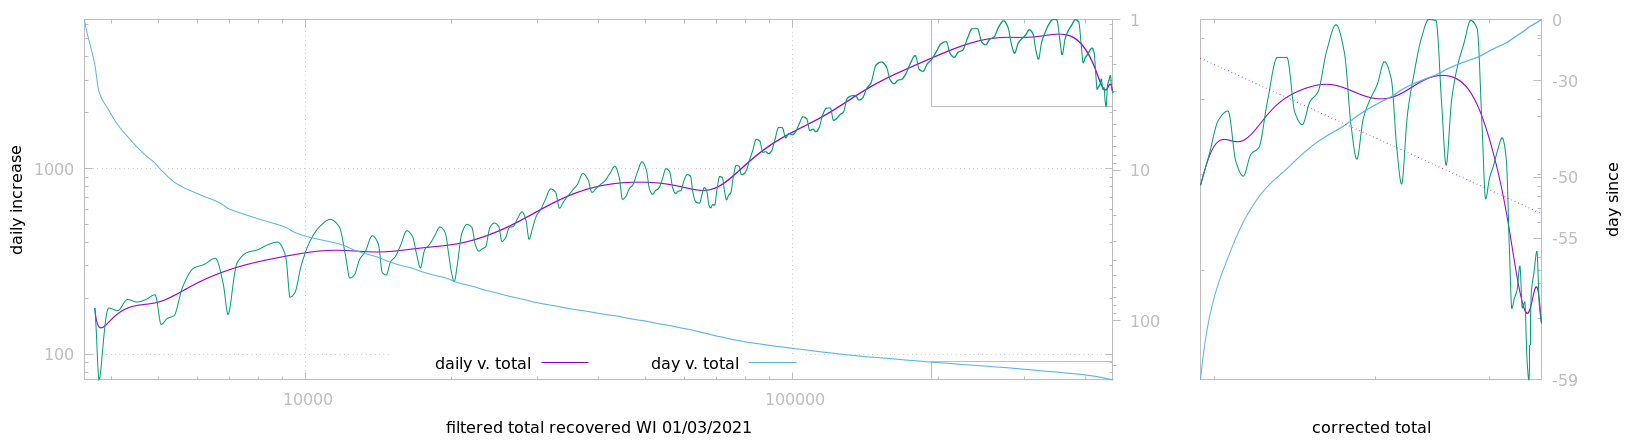 daily increase
1000
100
10000
100000
1
10
100
daily v. total
day v. total
filtered total recovered WI 01/03/2021
0
-30
-50
-55
-59
day since
corrected total